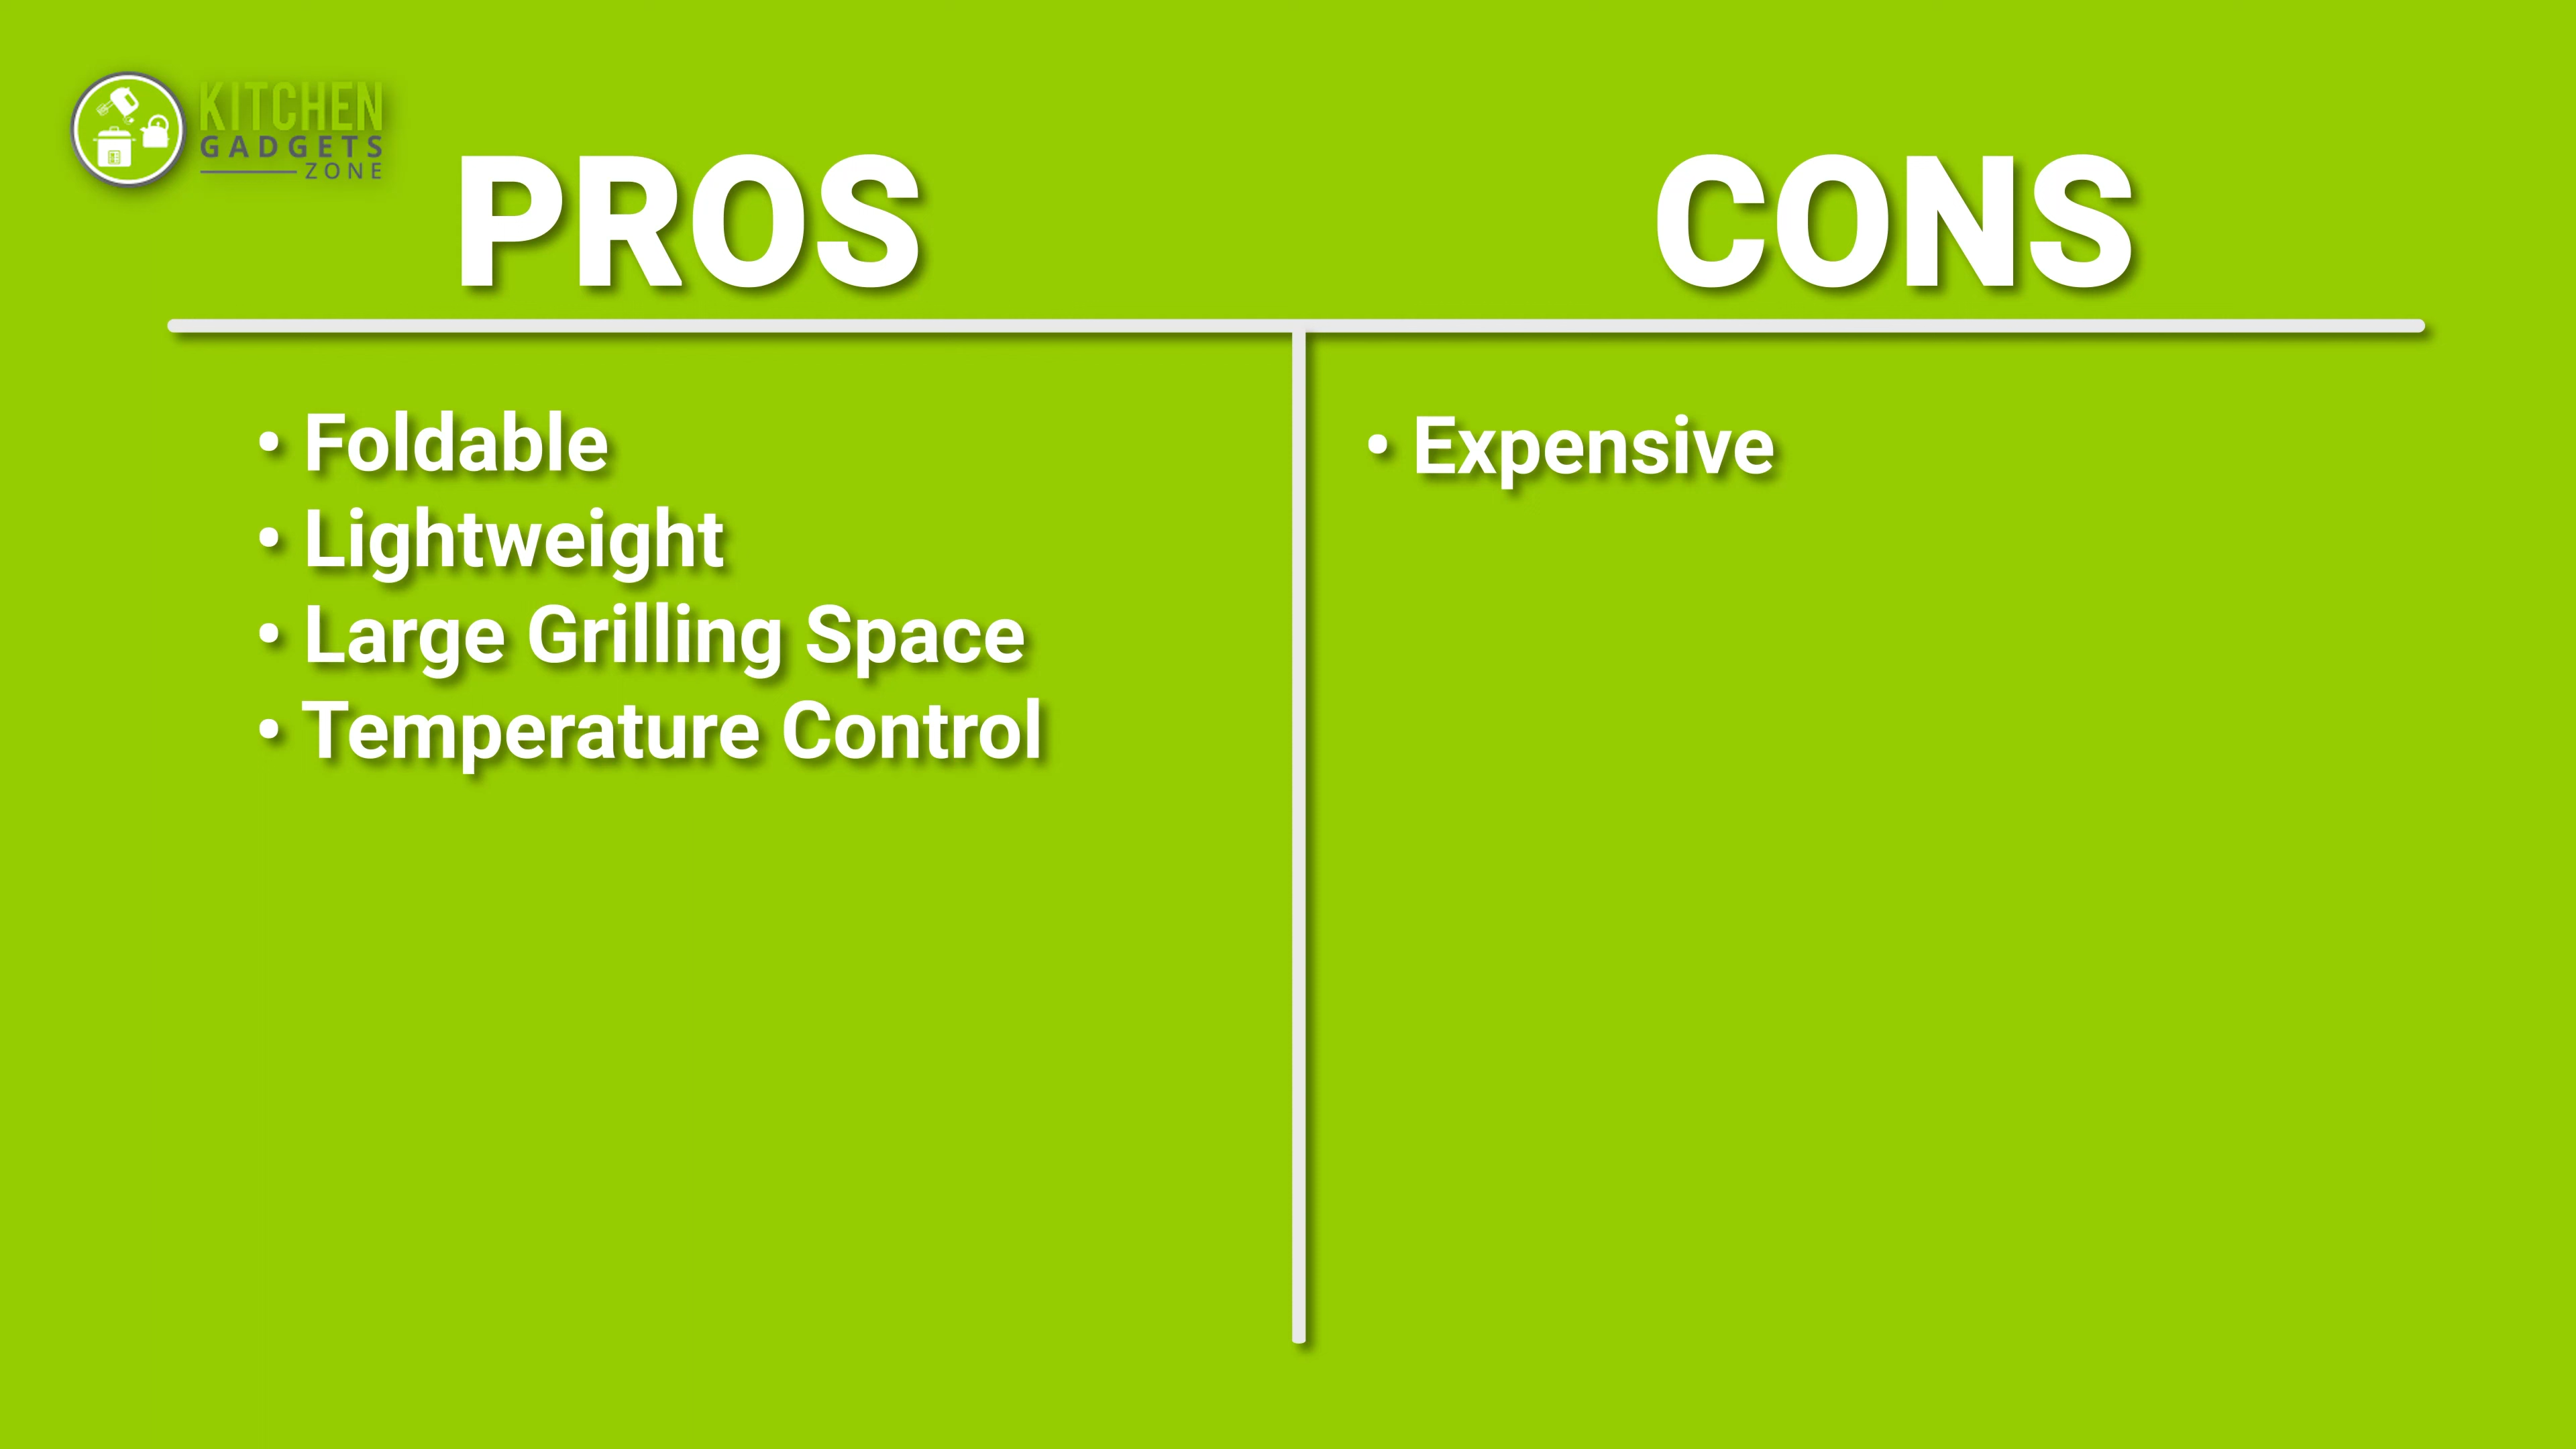 KITCHEN
GADGETS
ZONE
PROS
CONS
• Foldable
• Lightweight
• Large Grilling Space
• Temperature Control
• Expensive